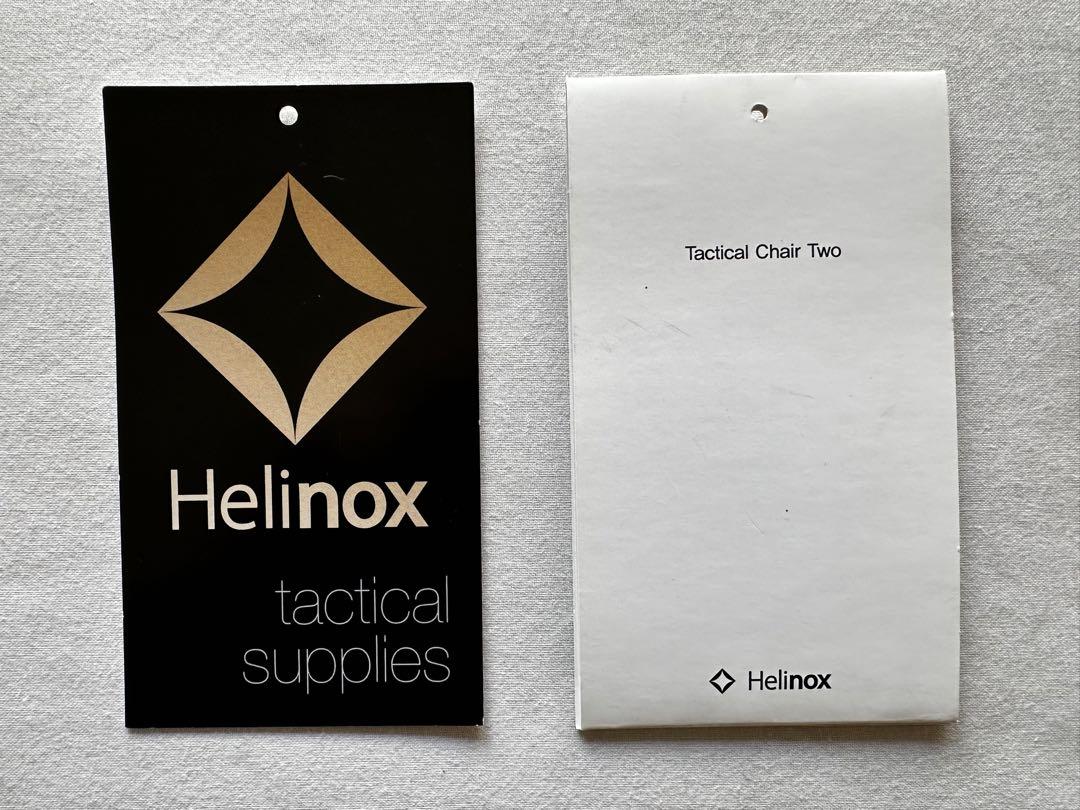 Helinox
tactical
supplies
Tactical Chair Two
Helinox